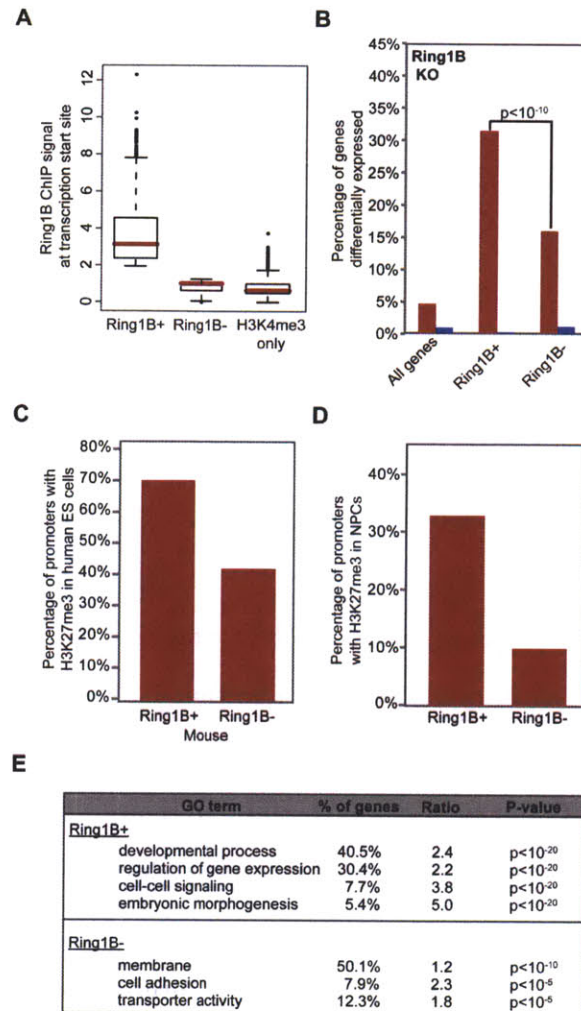 A
Ring1B ChIP signal
at transcription start site
12
10
8
6
4
2
0
Ring1B+
Ring1B-
H3K4me3
only
B
Percentage of genes
differentially expressed
45%
40%
35%
30%
25%
20%
15%
10%
5%
0%
Ring1B
KO
p<10-10
All genes
Ring1B+
Ring1B-
C
Percentage of promoters with
H3K27me3 in human ES cells
80%
70%
60%
50%
40%
30%
20%
10%
0%
Ring1B+
Ring1B-
Mouse
D
Percentage of promoters
with H3K27me3 in NPCs
40%
30%
20%
10%
0%
Ring1B+
Ring1B-
E
GO term % of genes Ratio P-value
Ring1B+
developmental process 40.5% 2.4 p<10-20
regulation of gene expression 30.4% 2.2 p<10-20
cell-cell signaling 7.7% 3.8 p<10-20
embryonic morphogenesis 5.4% 5.0 p<10-20
Ring1B-
membrane 50.1% 1.2 p<10-10
cell adhesion 7.9% 2.3 p<10-5
transporter activity 12.3% 1.8 p<10-5